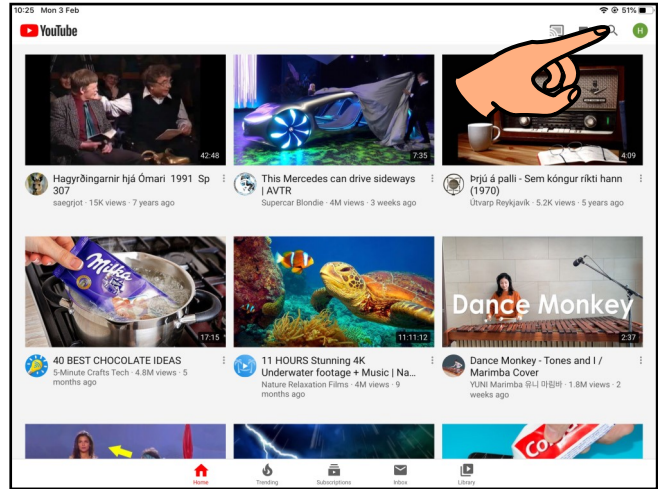 10:25 Mon 3 Feb
51%
YouTube
H
42:48
7:35
4:09
Hagyrðingarnir hjá Ómari 1991 Sp
307
saegrjot · 15K views · 7 years ago
This Mercedes can drive sideways
| AVTR
Supercar Blondie · 4M views · 3 weeks ago
Þrjú á palli - Sem kóngur ríkti hann
(1970)
Útvarp Reykjavík · 5.2K views · 5 years ago
Milka
17:15
11:11:12
Dance Monkey
2:37
40 BEST CHOCOLATE IDEAS
5-Minute Crafts Tech · 4.8M views · 5
months ago
11 HOURS Stunning 4K
Underwater footage + Music | Na...
Nature Relaxation Films · 4M views · 9
months ago
Dance Monkey - Tones and I /
Marimba Cover
YUNI Marimba 유니 마림바 · 1.8M views · 2
weeks ago
Home
Trending
Subscriptions
Inbox
Library